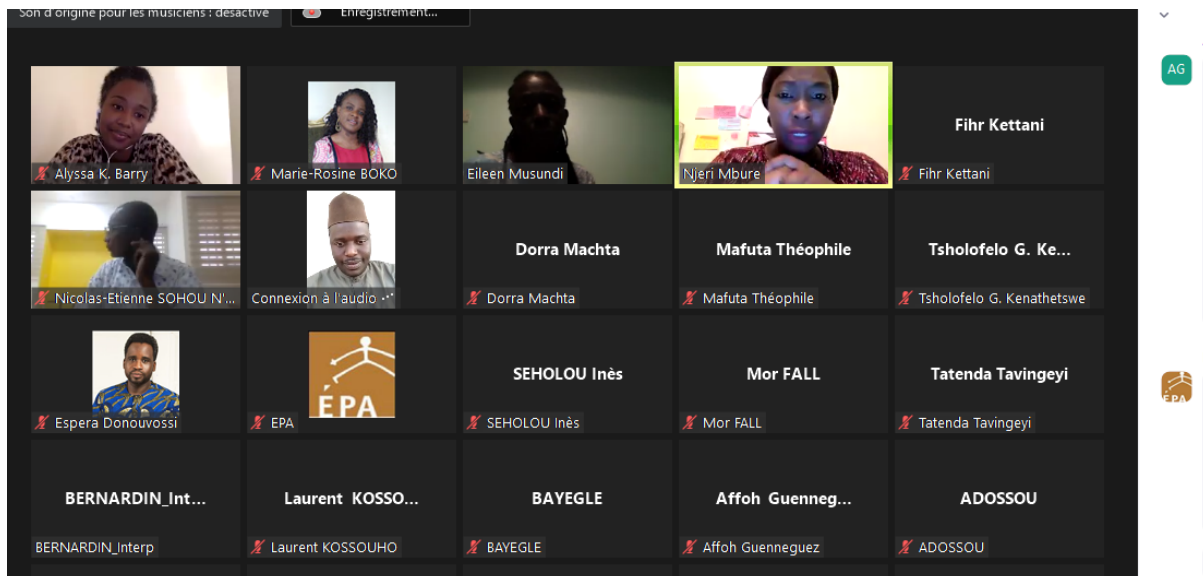 Son d'origine pour les musiciens : désactivé
Enregistrement...
AG
Alyssa K. Barry
Marie-Rosine BOKO
Eileen Musundi
Njeri Mbure
Fihr Kettani
Fihr Kettani
Nicolas-Etienne SOHOU N'...
Connexion à l'audio ...
Dorra Machta
Dorra Machta
Mafuta Théophile
Mafuta Théophile
Tsholofelo G. Ke...
Tsholofelo G. Kenathetswe
Espera Donouvossi
ÉPA
EPA
SEHOLOU Inès
SEHOLOU Inès
Mor FALL
Mor FALL
Tatenda Tavingeyi
Tatenda Tavingeyi
ÉPA
BERNARDIN_Int...
BERNARDIN_Interp
Laurent KOSSO...
Laurent KOSSOUHO
BAYEGLE
BAYEGLE
Affoh Guenneg...
Affoh Guenneguez
ADOSSOU
ADOSSOU